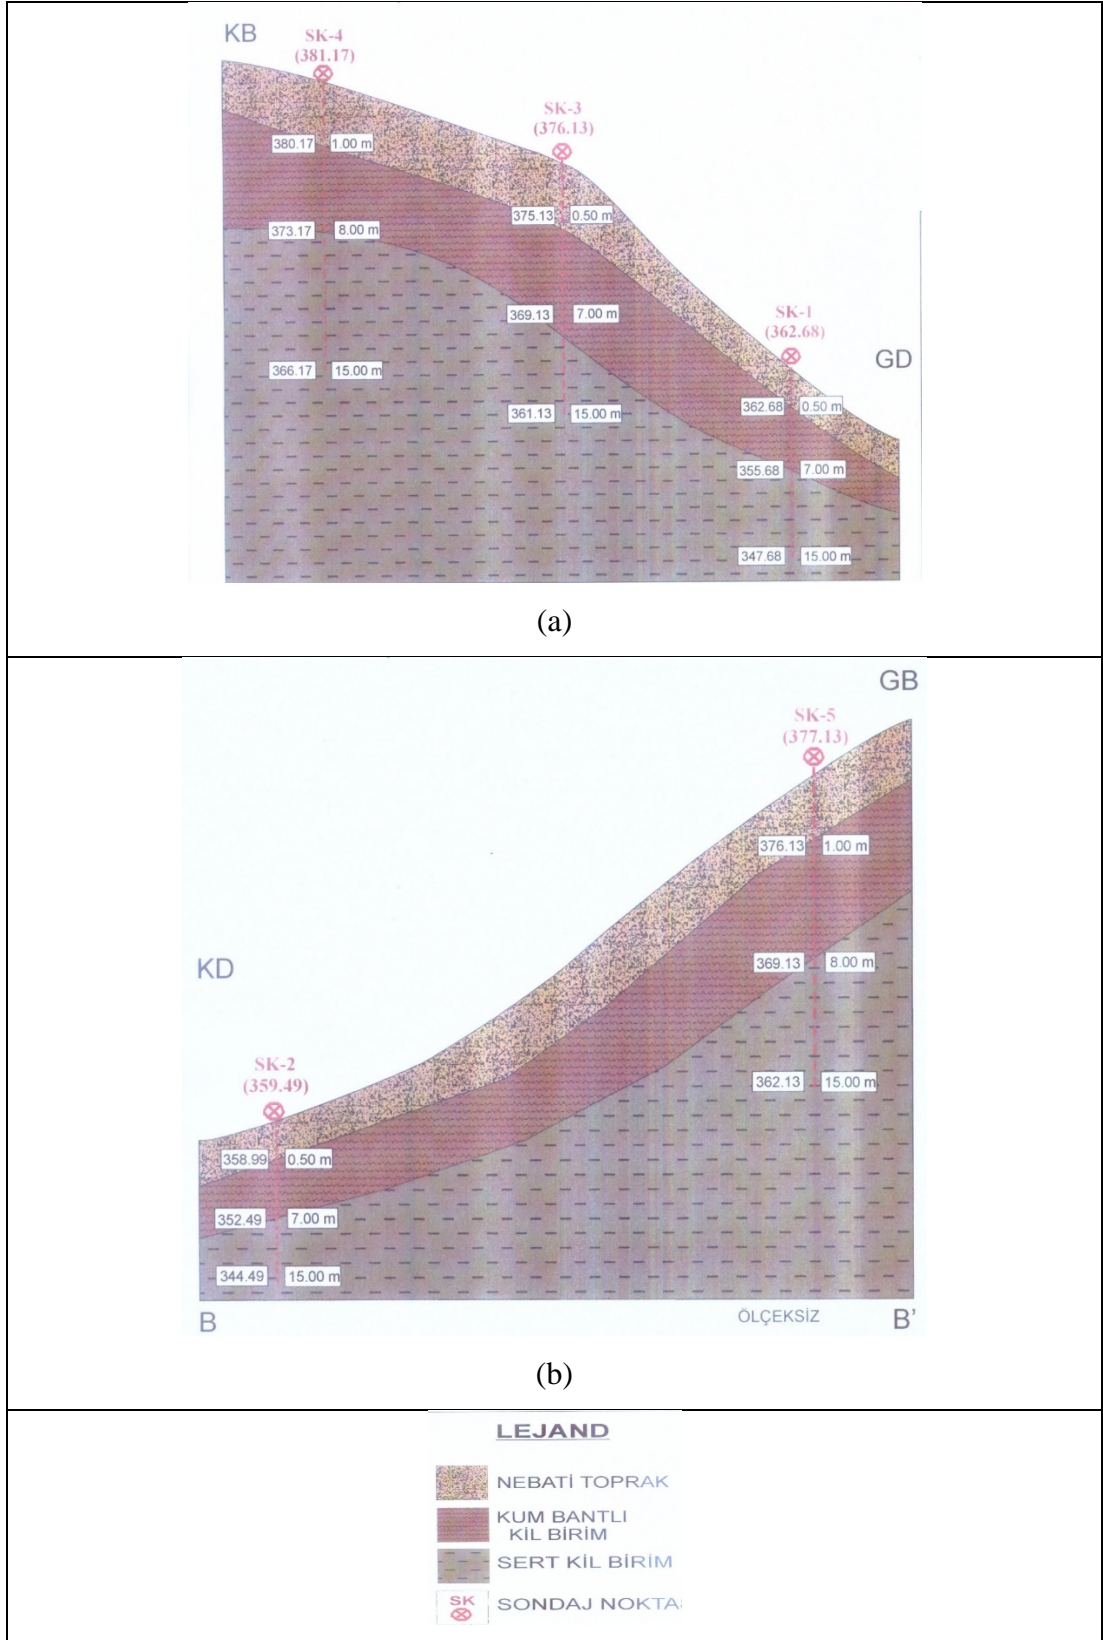 KB
SK-4
(381.17)
SK-3
(376.13)
380.17 1.00 m
375.13 0.50 m
373.17 8.00 m
369.13 7.00 m
SK-1
(362.68)
GD
366.17 15.00 m
361.13 15.00 m
362.68 0.50 m
355.68 7.00 m
347.68 15.00 m
(a)
GB
SK-5
(377.13)
376.13 1.00 m
KD
369.13 8.00 m
SK-2
(359.49)
362.13 15.00 m
358.99 0.50 m
352.49 7.00 m
344.49 15.00 m
B
ÖLÇEKSİZ
B’
(b)
LEJAND
NEBATİ TOPRAK
KUM BANTLI
KİL BİRİM
SERT KİL BİRİM
SK
SONDAJ NOKTA